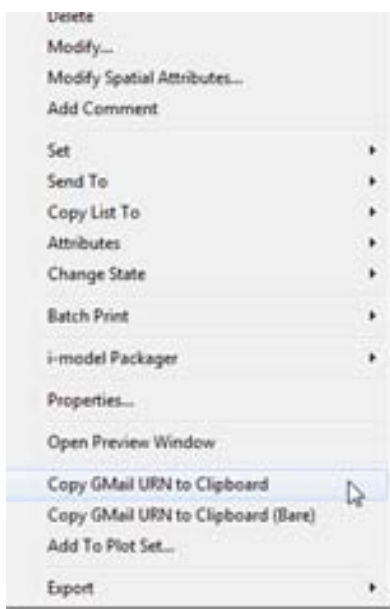 Delete
Modify...
Modify Spatial Attributes...
Add Comment
Set
Send To
Copy List To
Attributes
Change State
Batch Print
i-model Packager
Properties...
Open Preview Window
Copy GMail URN to Clipboard
Copy GMail URN to Clipboard (Bare)
Add To Plot Set...
Export